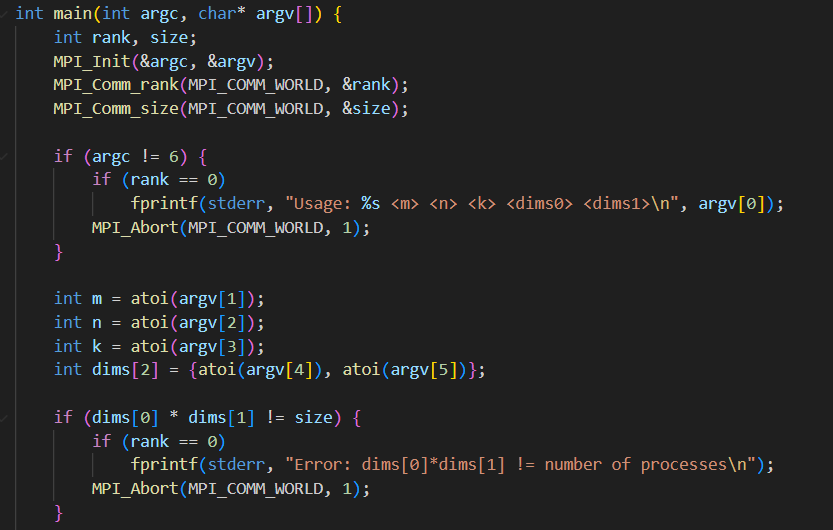 int main(int argc, char* argv[]) {
int rank, size;
MPI_Init(&argc, &argv);
MPI_Comm_rank(MPI_COMM_WORLD, &rank);
MPI_Comm_size(MPI_COMM_WORLD, &size);
if (argc != 6) {
if (rank == 0)
fprintf(stderr, "Usage: %s <m> <n> <k> <dims0> <dims1>\n", argv[0]);
MPI_Abort(MPI_COMM_WORLD, 1);
}
int m = atoi(argv[1]);
int n = atoi(argv[2]);
int k = atoi(argv[3]);
int dims[2] = {atoi(argv[4]), atoi(argv[5])};
if (dims[0] * dims[1] != size) {
if (rank == 0)
fprintf(stderr, "Error: dims[0]*dims[1] != number of processes\n");
MPI_Abort(MPI_COMM_WORLD, 1);
}